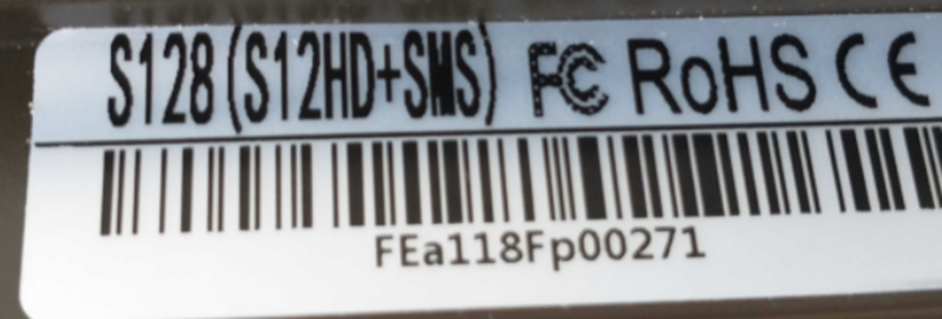 S128(S12HD+SMS) FC RoHS CE
FEa118Fp00271